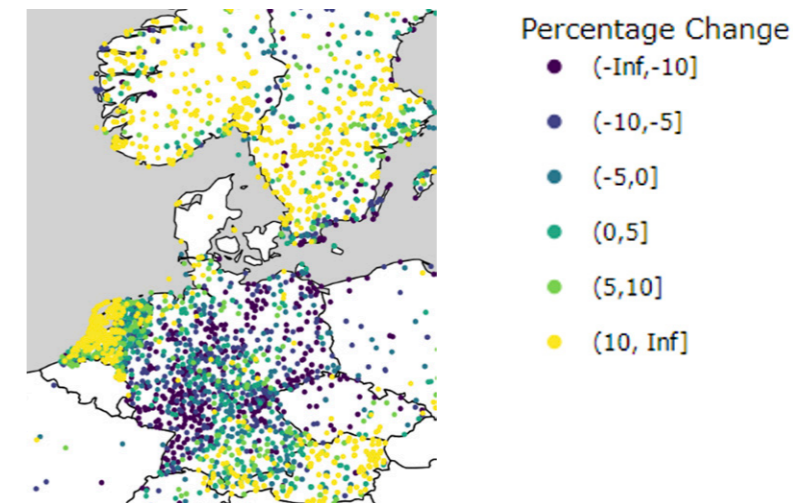 Percentage Change
(-Inf,-10]
(-10,-5]
(-5,0]
(0,5]
(5,10]
(10, Inf]